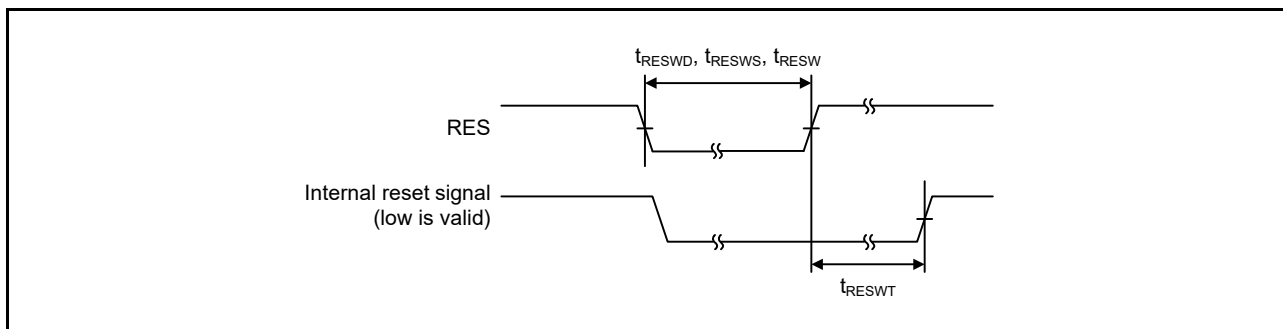 tRESWD, tRESWS, tRESW
RES
Internal reset signal
(low is valid)
tRESWT